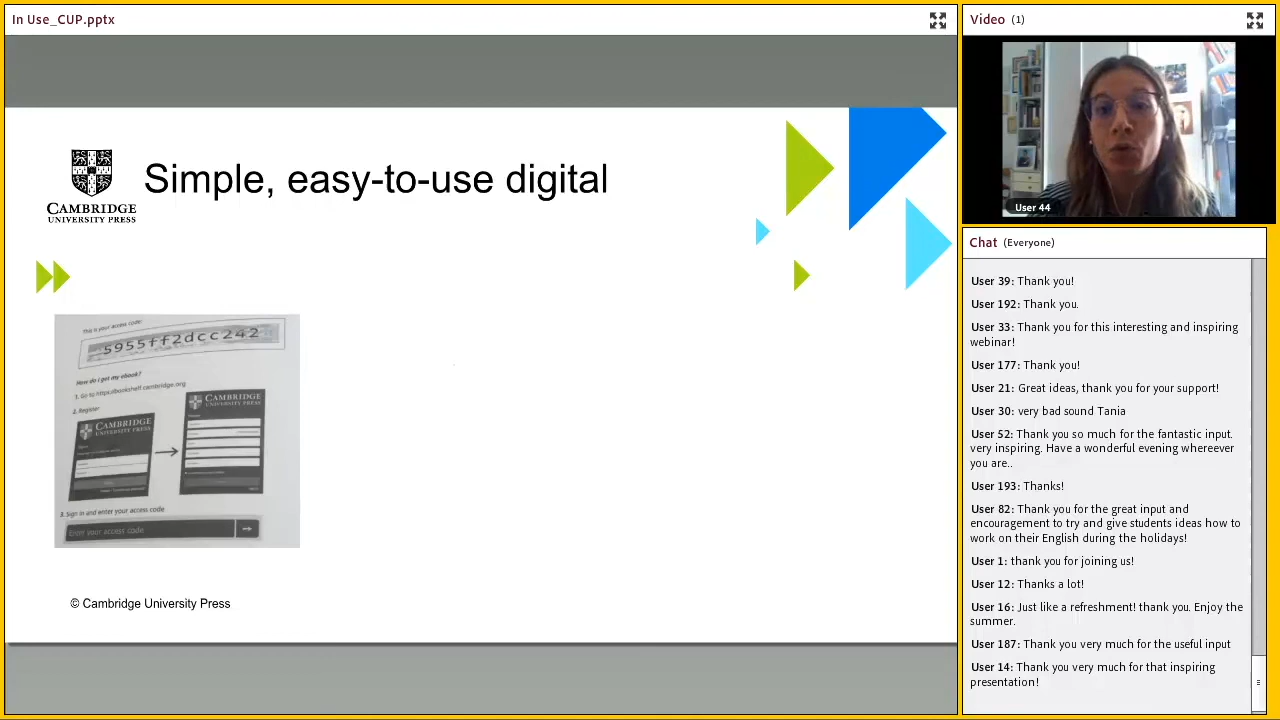 In Use_CUP.pptx
Simple, easy-to-use digital
CAMBRIDGE
UNIVERSITY PRESS
This is your access code:
5955ff2dcc242
How do I get my eBook?
1. Go to https://bookshelf.cambridge.org
2. Register
CAMBRIDGE
UNIVERSITY PRESS
CAMBRIDGE
UNIVERSITY PRESS
3. Sign in and enter your access code
Enter your access code
© Cambridge University Press
Video (1)
User 44
Chat (Everyone)
User 39: Thank you!
User 192: Thank you.
User 33: Thank you for this interesting and inspiring
webinar!
User 177: Thank you!
User 21: Great ideas, thank you for your support!
User 30: very bad sound Tania
User 52: Thank you so much for the fantastic input.
very inspiring. Have a wonderful evening whereever
you are..
User 193: Thanks!
User 82: Thank you for the great input and
encouragement to try and give students ideas how to
work on their English during the holidays!
User 1: thank you for joining us!
User 12: Thanks a lot!
User 16: Just like a refreshment! thank you. Enjoy the
summer.
User 187: Thank you very much for the useful input
User 14: Thank you very much for that inspiring
presentation!